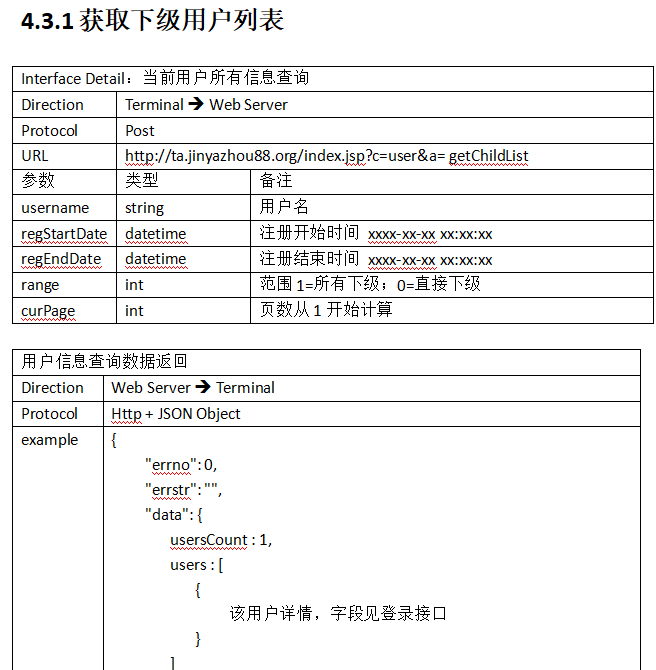 4.3.1 获取下级用户列表
Interface Detail：当前用户所有信息查询
Direction Terminal ➔ Web Server
Protocol Post
URL http://ta.jinyazhou88.org/index.jsp?c=user&a= getChildList
参数 类型 备注
username string 用户名
regStartDate datetime 注册开始时间 xxxx-xx-xx xx:xx:xx
regEndDate datetime 注册结束时间 xxxx-xx-xx xx:xx:xx
range int 范围 1=所有下级；0=直接下级
curPage int 页数从 1 开始计算
用户信息查询数据返回
Direction Web Server ➔ Terminal
Protocol Http + JSON Object
example {
"errno": 0,
"errstr": "",
"data": {
usersCount : 1,
users : [
{
该用户详情，字段见登录接口
}
]